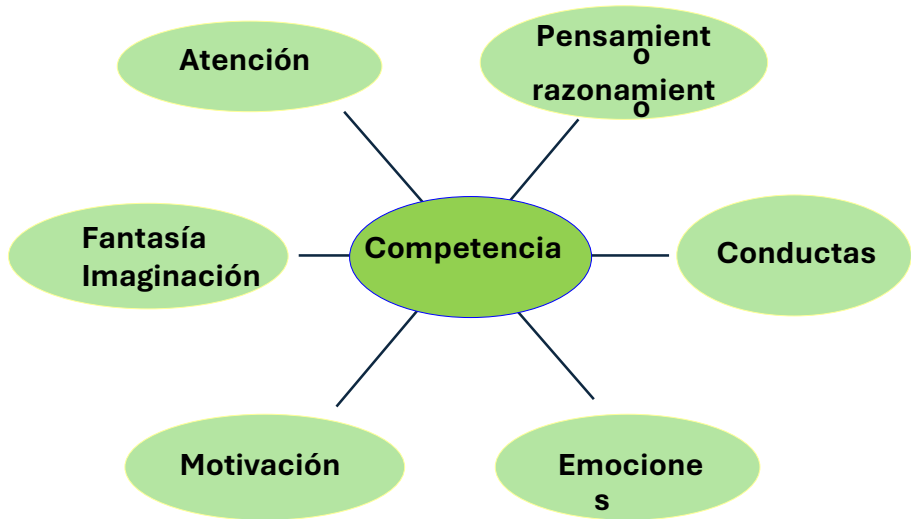 Atención
Pensamient
o
razonamient
o
Fantasía
Imaginación
Competencia
Conductas
Motivación
Emocione
s